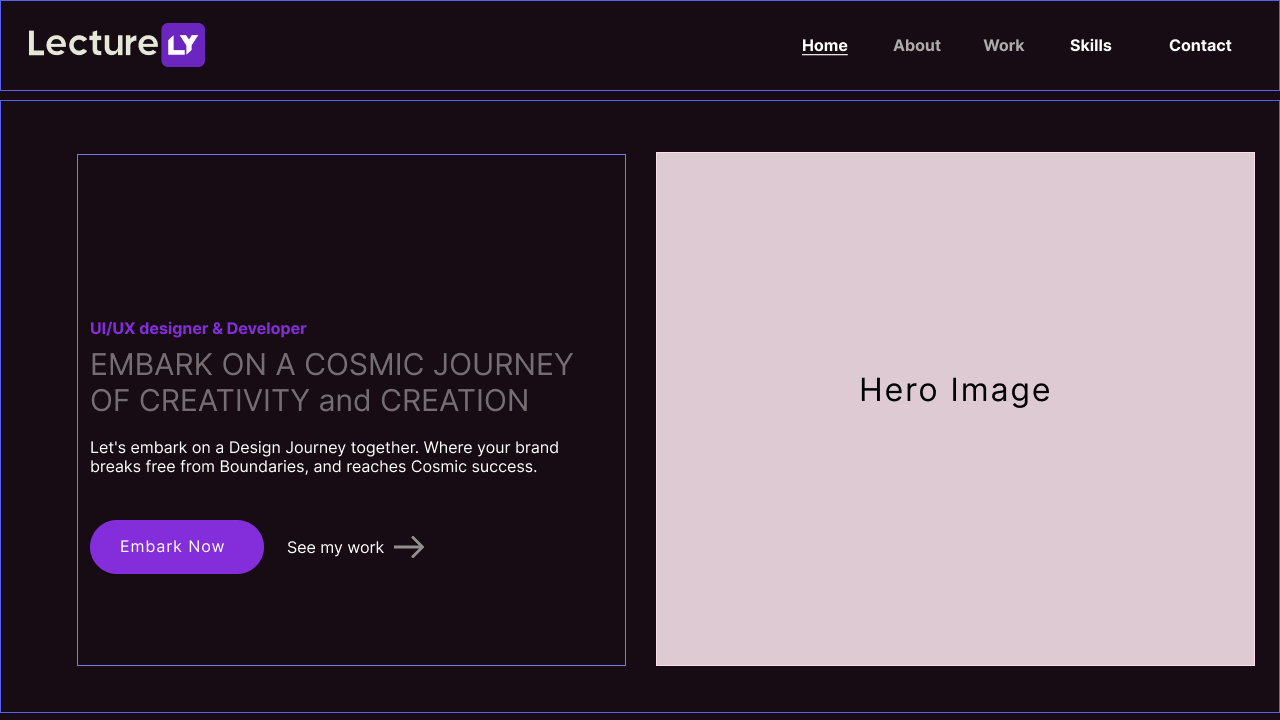 Lecture LY
Home About Work Skills Contact
UI/UX designer & Developer
EMBARK ON A COSMIC JOURNEY
OF CREATIVITY and CREATION
Let's embark on a Design Journey together. Where your brand
breaks free from Boundaries, and reaches Cosmic success.
Embark Now
See my work
Hero Image